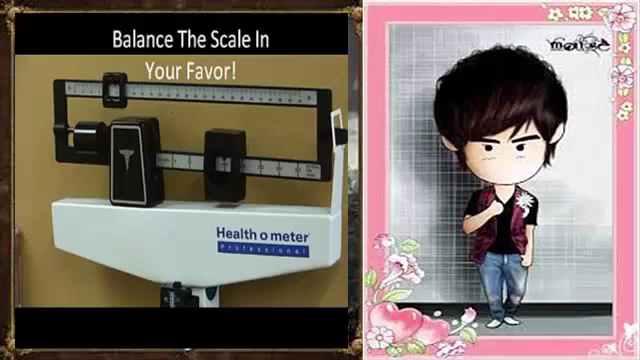 Balance The Scale In
Your Favor!
Health o meter
Professional